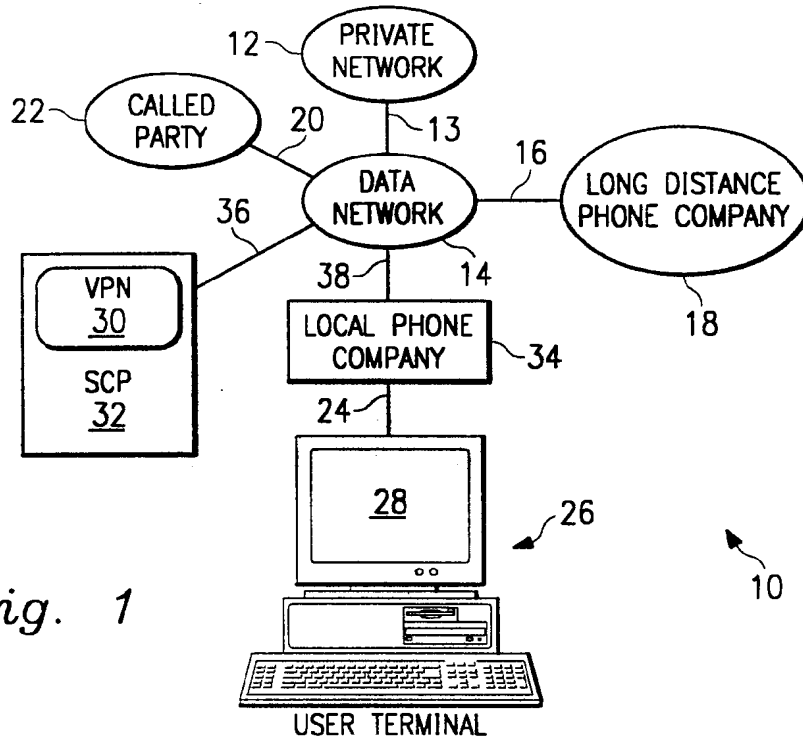 12
PRIVATE
NETWORK
22
CALLED
PARTY
20
13
DATA
NETWORK
14
16
LONG DISTANCE
PHONE COMPANY
18
36
VPN
30
SCP
32
38
LOCAL PHONE
COMPANY
34
24
28
26
10
ig. 1
USER TERMINAL